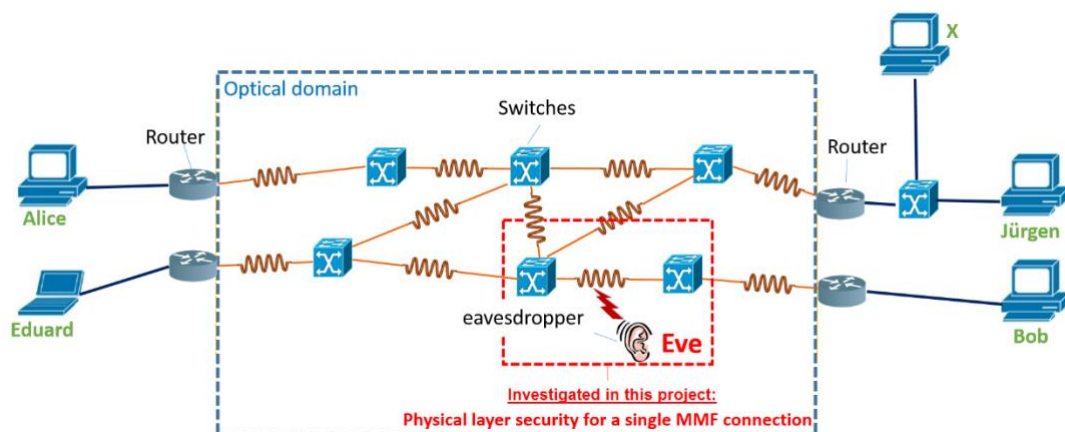 X
Optical domain
Switches
Router
Router
Alice
Jürgen
eavesdropper
Eve
Eduard
Bob
Investigated in this project:
Physical layer security for a single MMF connection